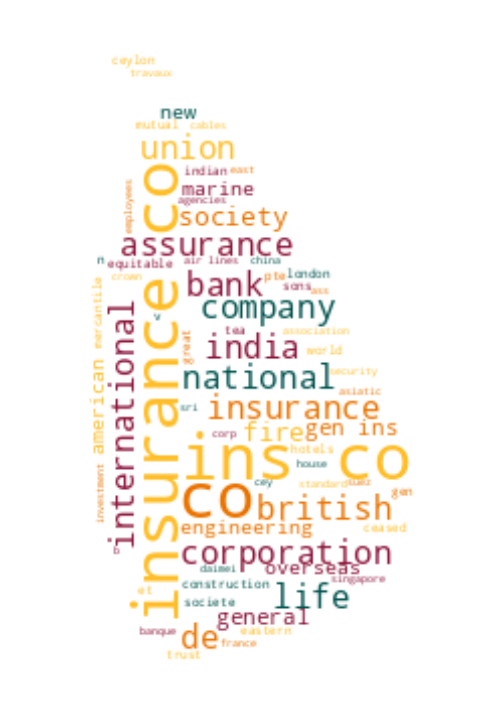 ceylon
travaux
new
mutual cables
union
indian east
marine
agencies
employees
society
insurance co
assurance
n equitable air lines china
crown
bank
pte london
sons
ass
mercantile
company
v
tea association
international
great
india
world
national
security
american
asiatic
sri
insurance
corp
fire
gen ins
hotels
ins co
house
investment
cey
standard
suez
gen
co
british
engineering
ceased
b
corporation
overseas
daimei
singapore
construction
et
life
societe
general
banque
de
eastern
france
trust